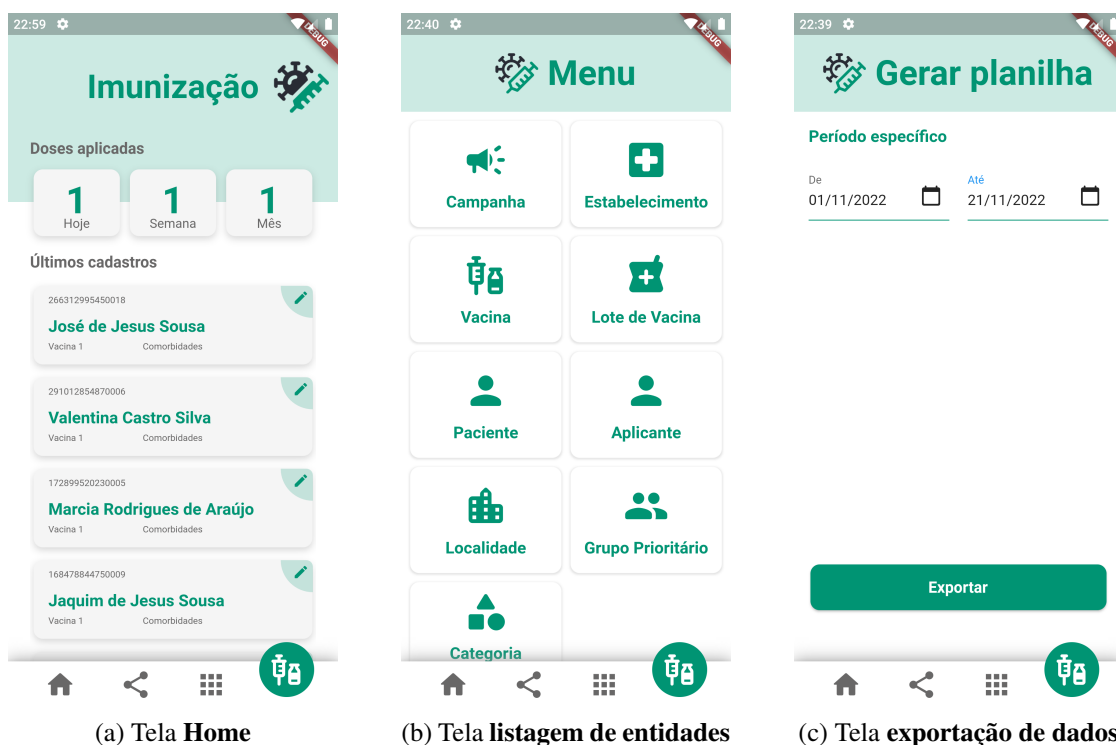 22:59
DEBUG
Imunização
Doses aplicadas
1
Hoje
1
Semana
1
Mês
Últimos cadastros
266312995450018
José de Jesus Sousa
Vacina 1 Comorbidades
291012854870006
Valentina Castro Silva
Vacina 1 Comorbidades
172899520230005
Marcia Rodrigues de Araújo
Vacina 1 Comorbidades
168478844750009
Jaquim de Jesus Sousa
Vacina 1 Comorbidades
(a) Tela Home
22:40
DEBUG
Menu
Campanha
Estabelecimento
Vacina
Lote de Vacina
Paciente
Aplicante
Localidade
Grupo Prioritário
Categoria
(b) Tela listagem de entidades
22:39
DEBUG
Gerar planilha
Período específico
De
01/11/2022
Até
21/11/2022
Exportar
(c) Tela exportação de dados